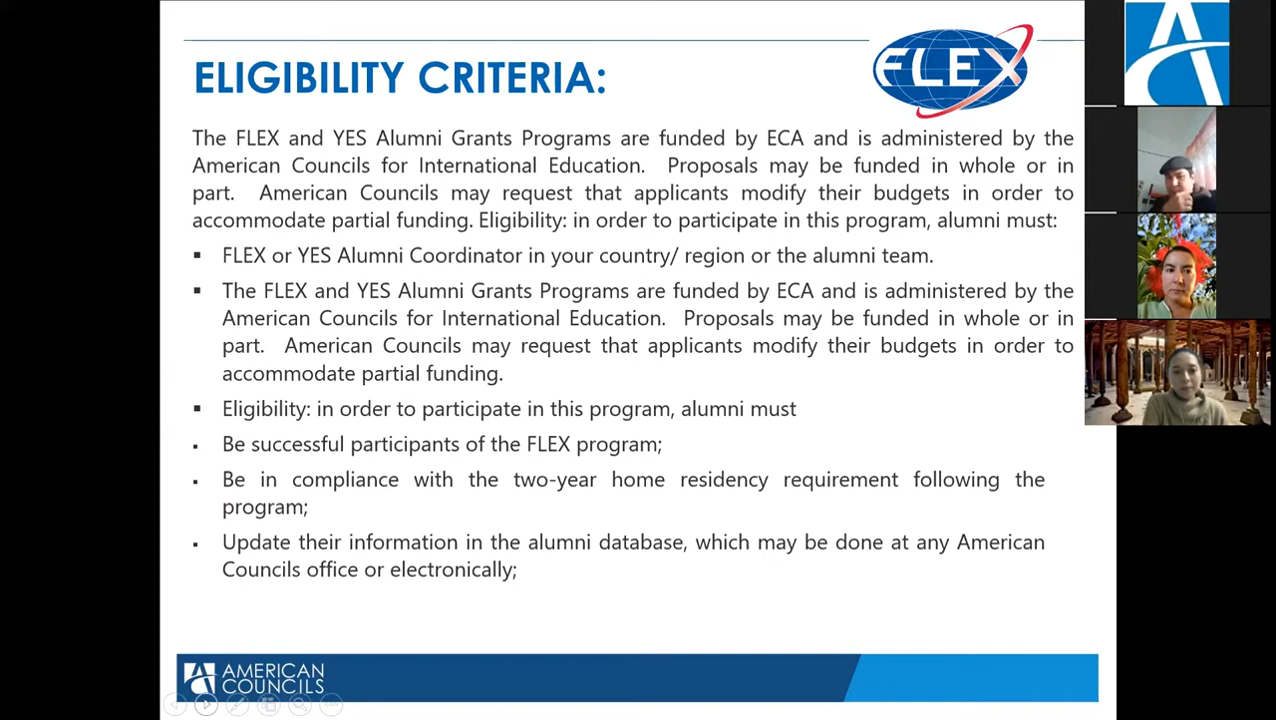 ELIGIBILITY CRITERIA:
FLEX
The FLEX and YES Alumni Grants Programs are funded by ECA and is administered by the
American Councils for International Education. Proposals may be funded in whole or in
part. American Councils may request that applicants modify their budgets in order to
accommodate partial funding. Eligibility: in order to participate in this program, alumni must:
▪ FLEX or YES Alumni Coordinator in your country/ region or the alumni team.
▪ The FLEX and YES Alumni Grants Programs are funded by ECA and is administered by the
American Councils for International Education. Proposals may be funded in whole or in
part. American Councils may request that applicants modify their budgets in order to
accommodate partial funding.
▪ Eligibility: in order to participate in this program, alumni must
▪ Be successful participants of the FLEX program;
▪ Be in compliance with the two-year home residency requirement following the
program;
▪ Update their information in the alumni database, which may be done at any American
Councils office or electronically;
AMERICAN
COUNCILS